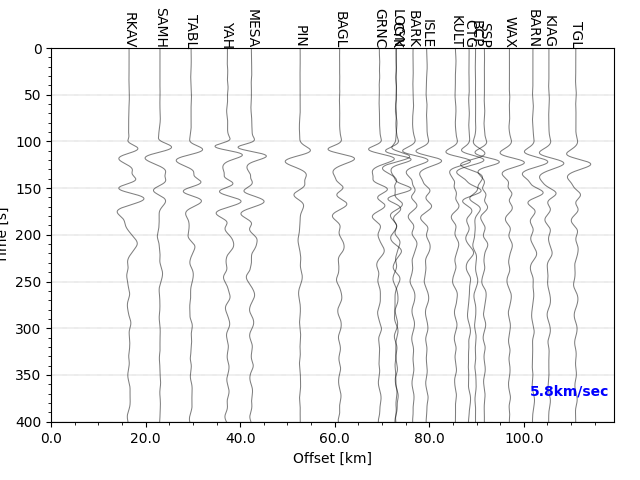 RKAV SAMH TABL YAH MESA PIN BAGL GRNC BARK ISLE KULT SSP WAX BARN KIAG TGL
0
50
100
150
200
250
300
350
400
Time [s]
5.8km/sec
0.0 20.0 40.0 60.0 80.0 100.0
Offset [km]